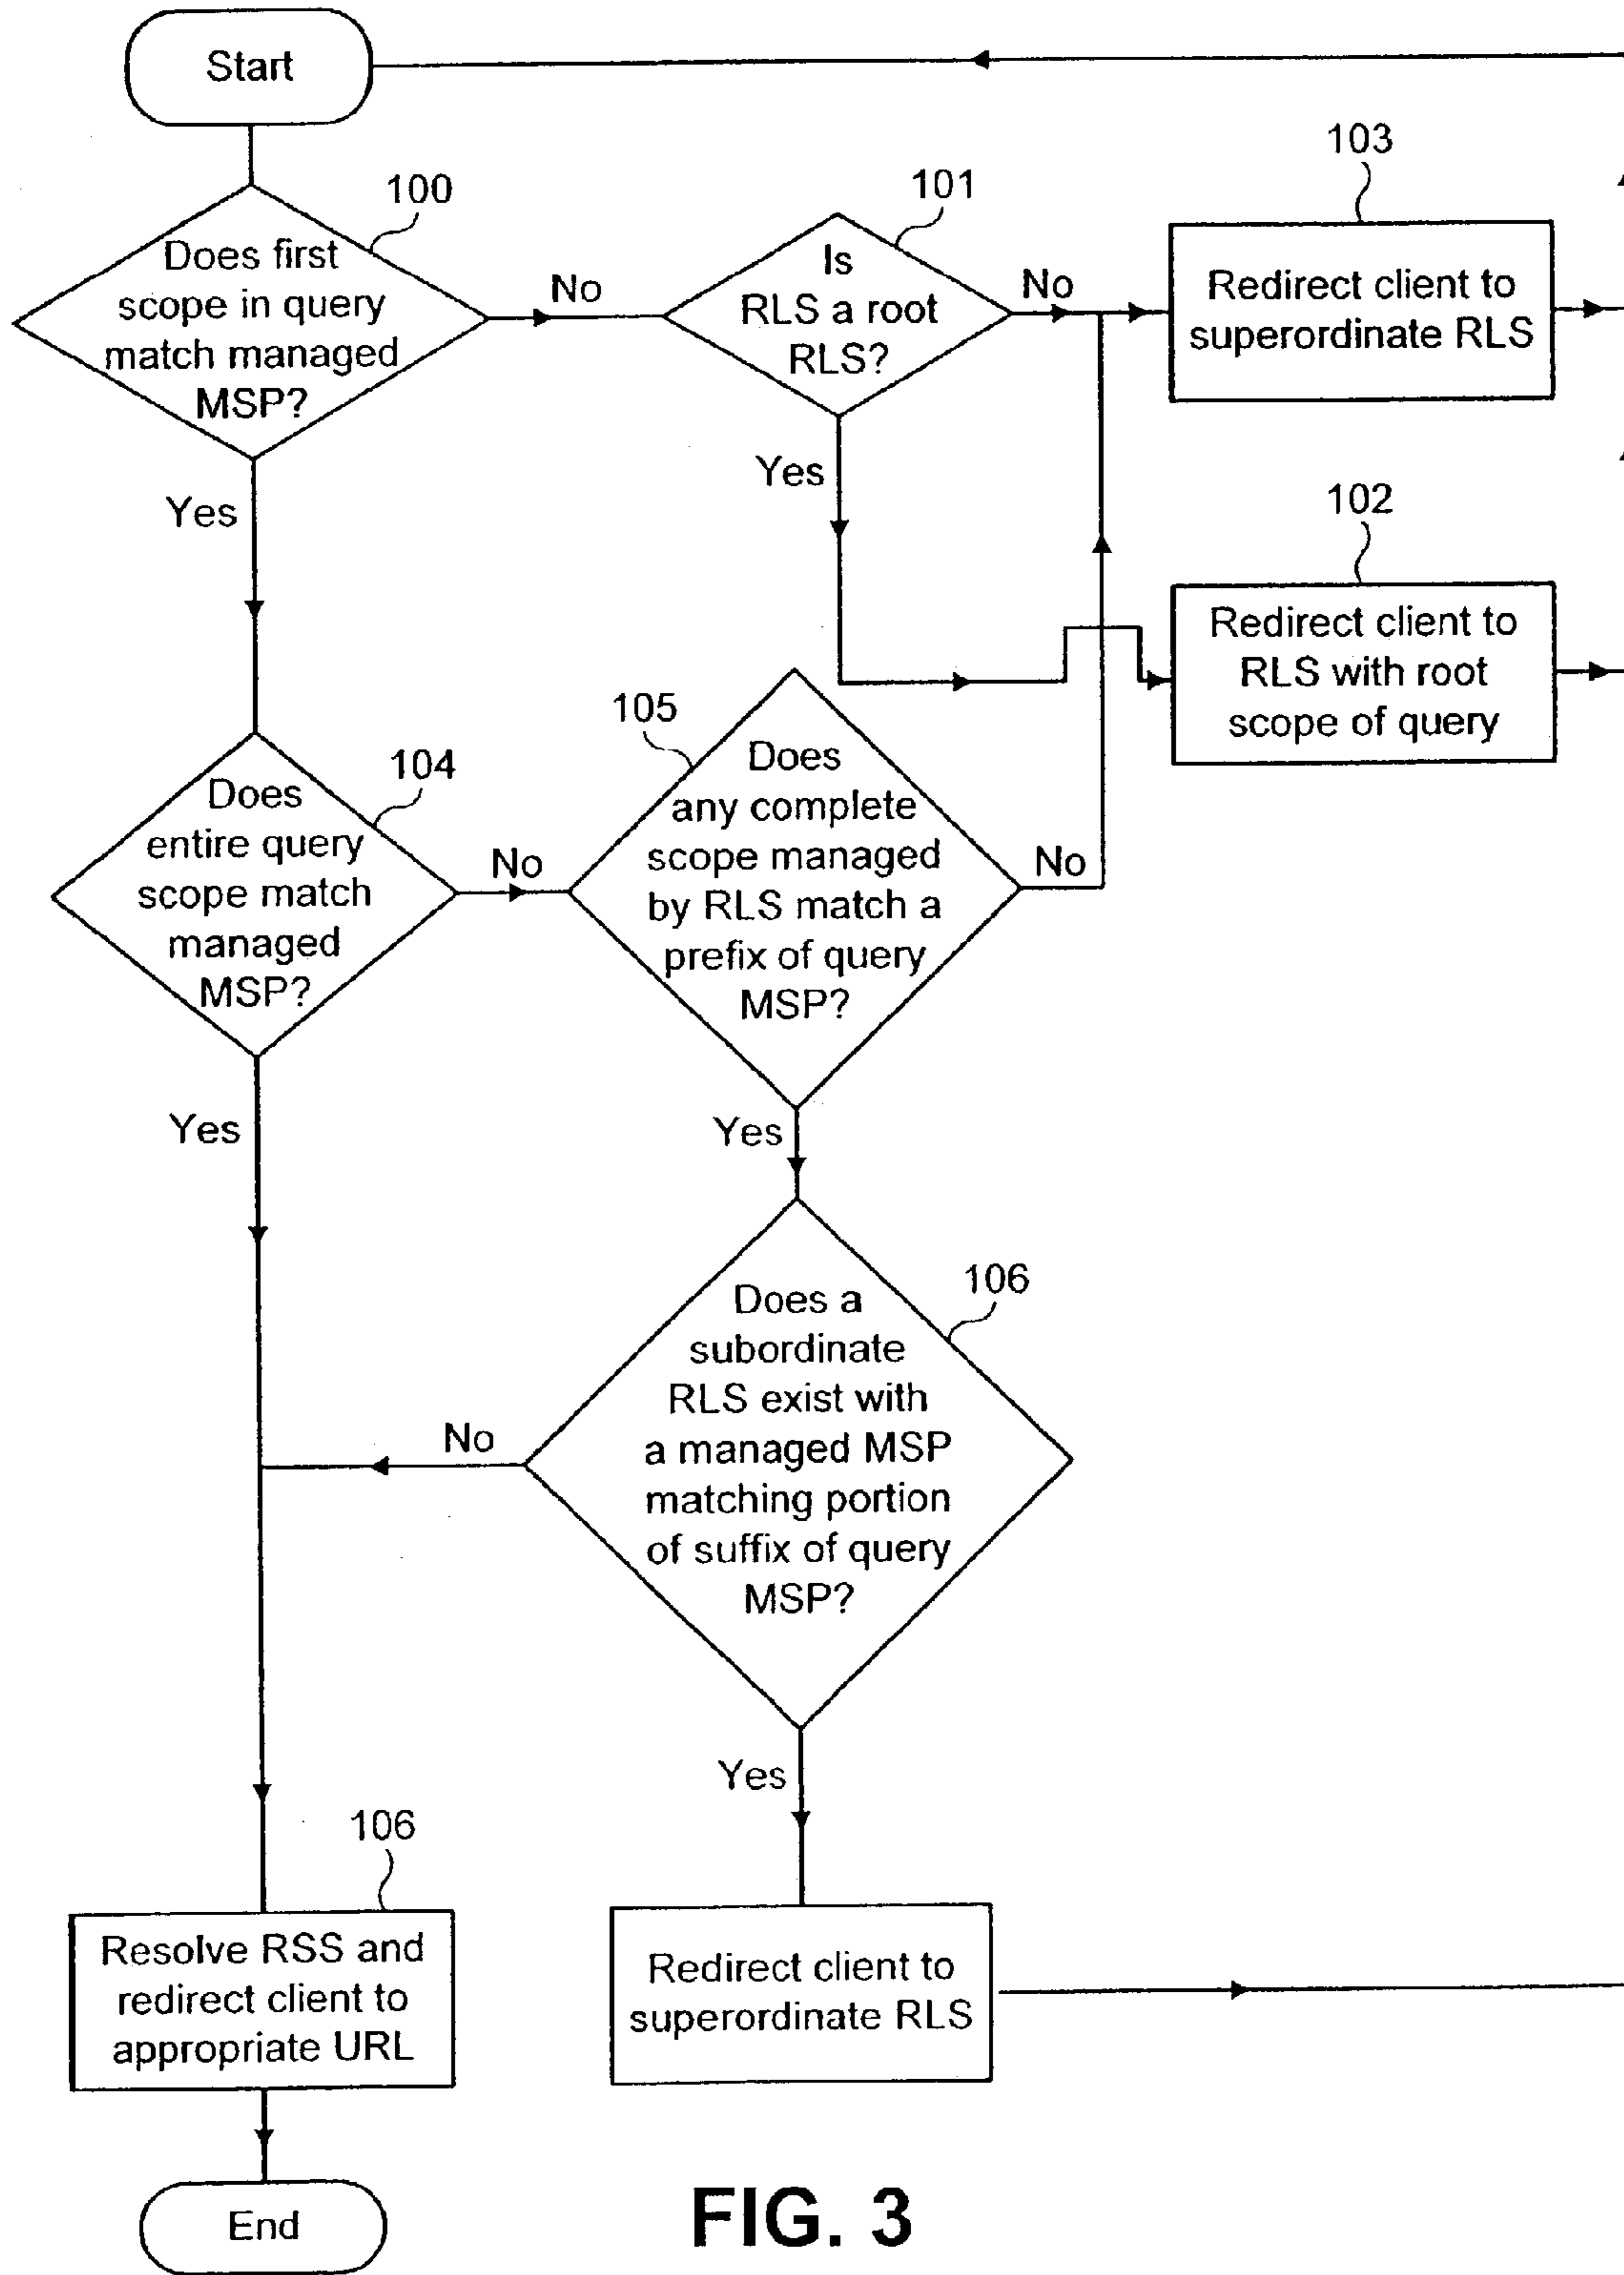 Start
100
Does first
scope in query
match managed
MSP?
No
101
Is
RLS a root
RLS?
No
103
Redirect client to
superordinate RLS
Yes
Yes
102
Redirect client to
RLS with root
scope of query
104
Does
entire query
scope match
managed
MSP?
No
105
Does
any complete
scope managed
by RLS match a
prefix of query
MSP?
No
Yes
Yes
106
Does a
subordinate
RLS exist with
a managed MSP
matching portion
of suffix of query
MSP?
No
Yes
106
Resolve RSS and
redirect client to
appropriate URL
Redirect client to
superordinate RLS
End
FIG. 3